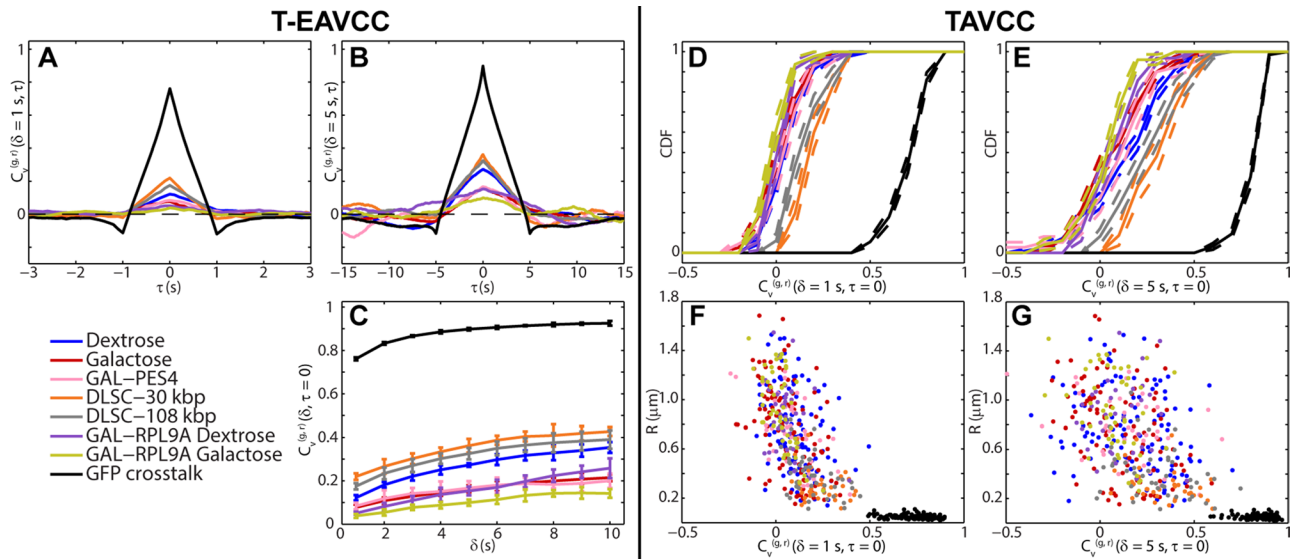 T-EAVCC
TAVCC
A
C_v^(g, r)(δ = 1 s, τ)
1
0
−3 −2 −1 0 1 2 3
τ(s)
B
C_v^(g, r)(δ = 5 s, τ)
1
0
−15 −10 −5 0 5 10 15
τ(s)
C
C_v^(g, r)(δ, τ = 0)
1
0.8
0.6
0.4
0.2
0
0 2 4 6 8 10
δ(s)
Dextrose
Galactose
GAL−PES4
DLSC−30 kbp
DLSC−108 kbp
GAL−RPL9A Dextrose
GAL−RPL9A Galactose
GFP crosstalk
D
CDF
1
0
−0.5 0 0.5 1
C_v^(g, r)(δ = 1 s, τ = 0)
E
CDF
1
0
−0.5 0 0.5 1
C_v^(g, r)(δ = 5 s, τ = 0)
F
R (μm)
1.8
1.4
1.0
0.6
0.2
−0.5 0 0.5 1
C_v^(g, r)(δ = 1 s, τ = 0)
G
R (μm)
1.8
1.4
1.0
0.6
0.2
−0.5 0 0.5 1
C_v^(g, r)(δ = 5 s, τ = 0)